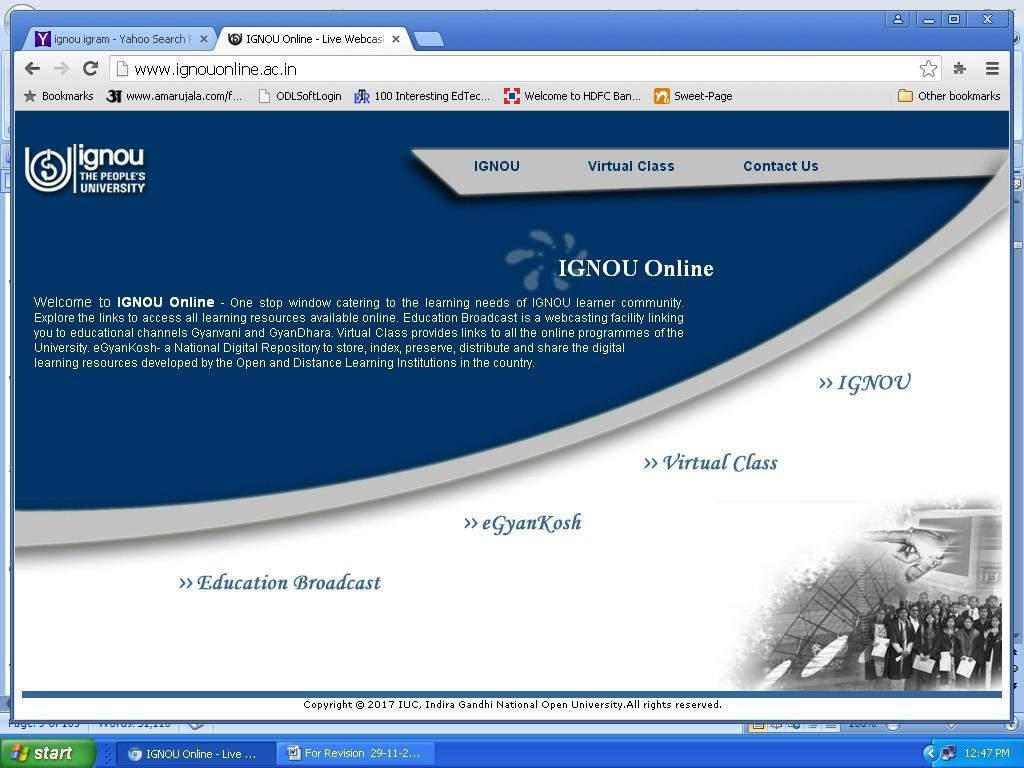 ignou igram - Yahoo Search
IGNOU Online - Live Webcas
www.ignouonline.ac.in
Bookmarks
www.amarujala.com/f...
ODLSoftLogin
100 Interesting EdTec...
Welcome to HDFC Ban...
Sweet-Page
Other bookmarks
ignou
THE PEOPLE'S
UNIVERSITY
IGNOU Virtual Class Contact Us
IGNOU Online
Welcome to IGNOU Online - One stop window catering to the learning needs of IGNOU learner community.
Explore the links to access all learning resources available online. Education Broadcast is a webcasting facility linking
you to educational channels Gyanvani and GyanDhara. Virtual Class provides links to all the online programmes of the
University. eGyanKosh- a National Digital Repository to store, index, preserve, distribute and share the digital
learning resources developed by the Open and Distance Learning Institutions in the country.
>> IGNOU
>> Virtual Class
>> eGyanKosh
>> Education Broadcast
Copyright © 2017 IUC, Indira Gandhi National Open University.All rights reserved.
start
IGNOU Online - Live ...
For Revision 29-11-2...
12:47 PM